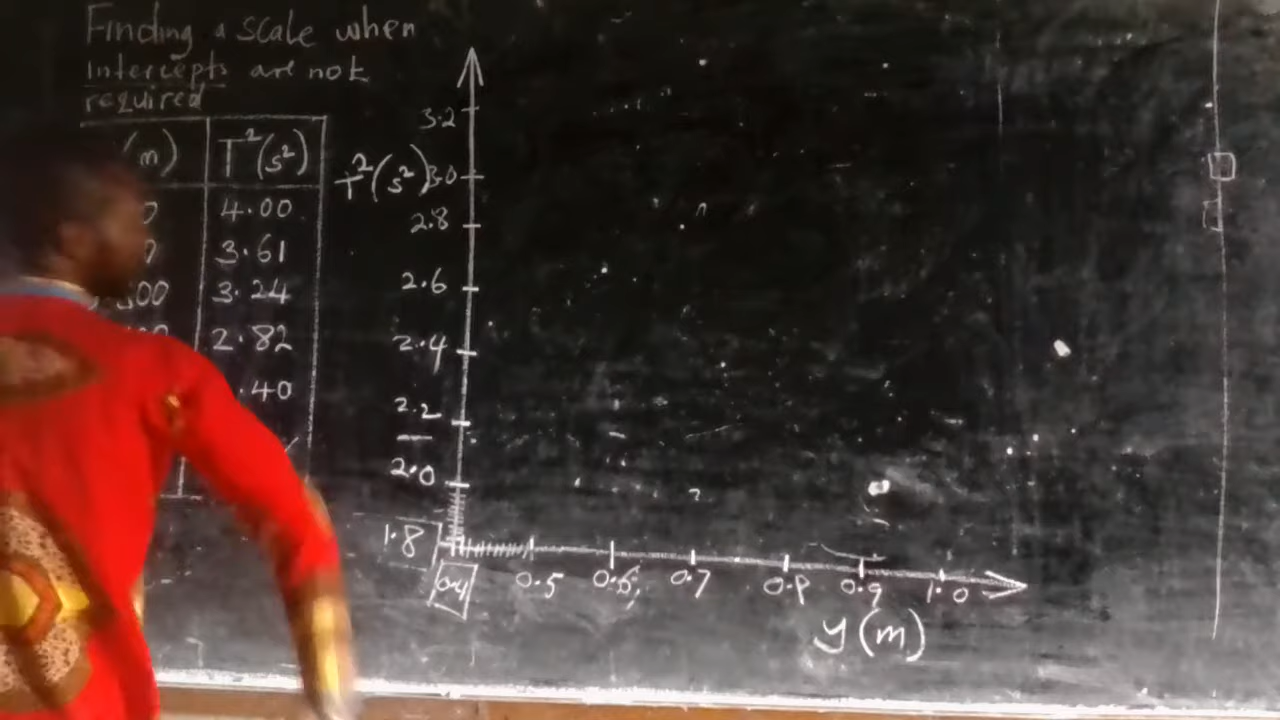 Finding a scale when
intercepts are not
required
(m) T²(s²)
4.00
3.61
3.24
2.82
.40
T²(s²)
3.2
3.0
2.8
2.6
2.4
2.2
2.0
1.8
0.4 0.5 0.6 0.7 0.8 0.9 1.0
y(m)